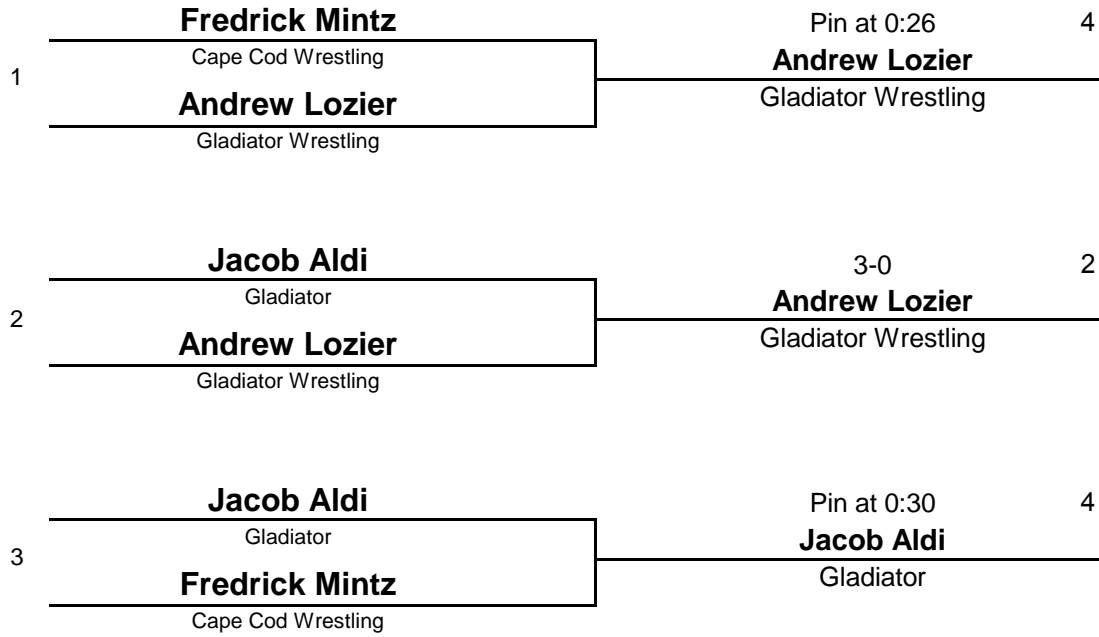 Fredrick Mintz
Cape Cod Wrestling
1
Andrew Lozier
Gladiator Wrestling
Pin at 0:26 4
Andrew Lozier
Gladiator Wrestling
Jacob Aldi
Gladiator
2
Andrew Lozier
Gladiator Wrestling
3-0 2
Andrew Lozier
Gladiator Wrestling
Jacob Aldi
Gladiator
3
Fredrick Mintz
Cape Cod Wrestling
Pin at 0:30 4
Jacob Aldi
Gladiator